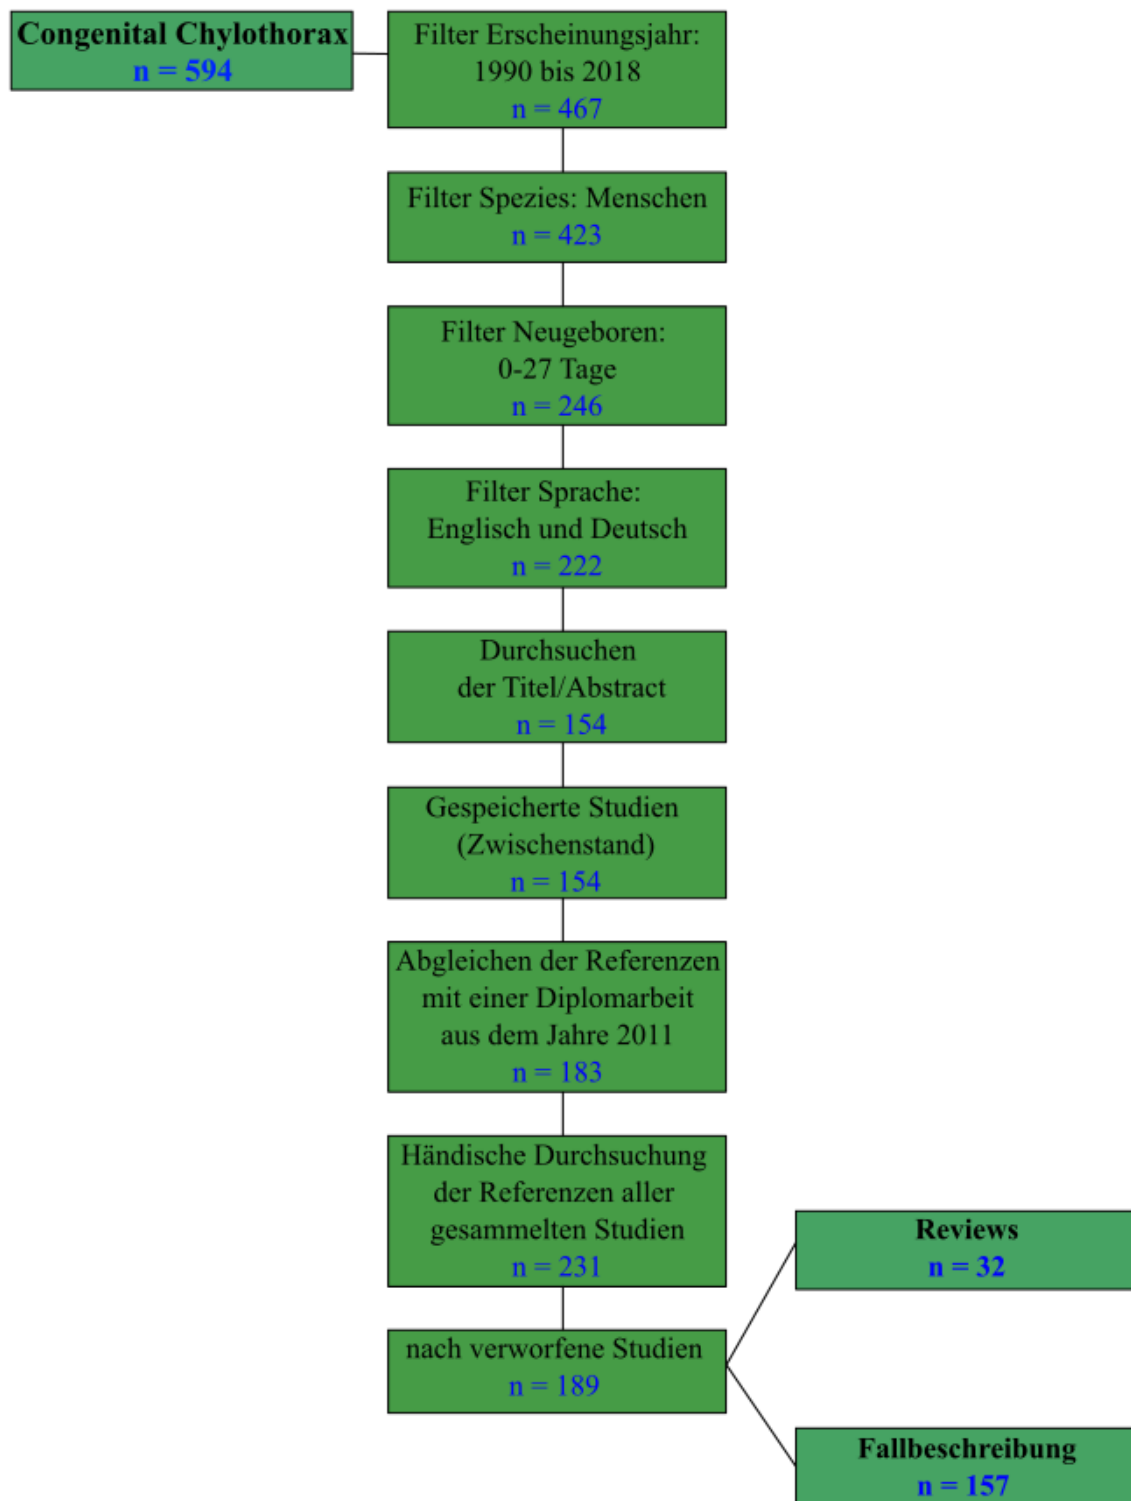 Congenital Chylothorax
n = 594
Filter Erscheinungsjahr:
1990 bis 2018
n = 467
Filter Spezies: Menschen
n = 423
Filter Neugeboren:
0-27 Tage
n = 246
Filter Sprache:
Englisch und Deutsch
n = 222
Durchsuchen
der Titel/Abstract
n = 154
Gespeicherte Studien
(Zwischenstand)
n = 154
Abgleichen der Referenzen
mit einer Diplomarbeit
aus dem Jahre 2011
n = 183
Händische Durchsuchung
der Referenzen aller
gesammelten Studien
n = 231
nach verworfene Studien
n = 189
Reviews
n = 32
Fallbeschreibung
n = 157